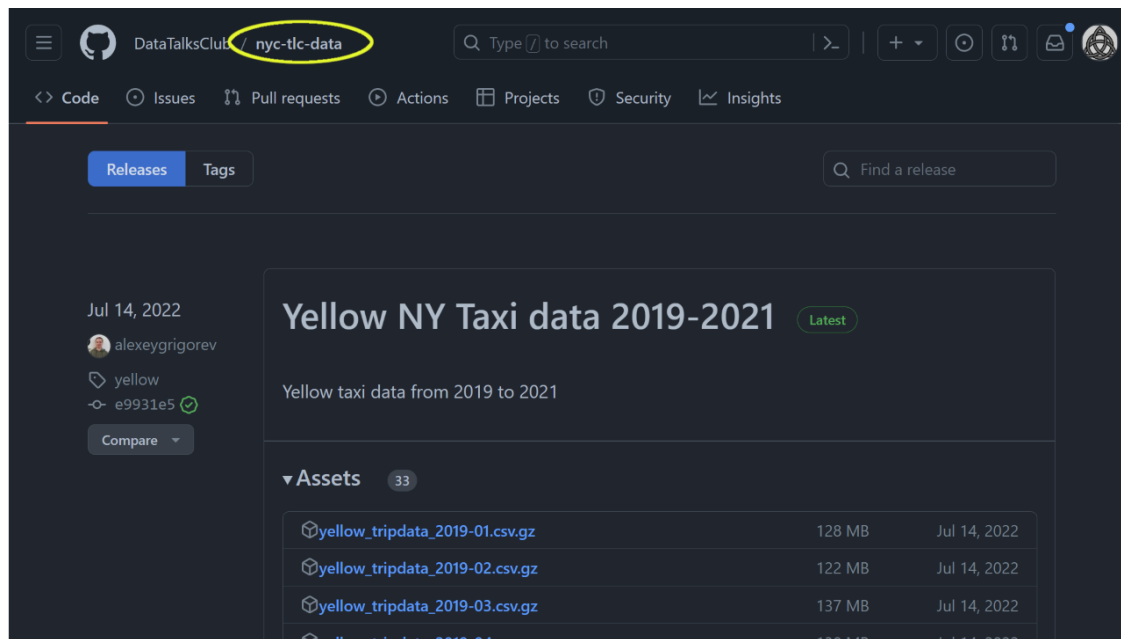 DataTalksClub / nyc-tlc-data
Type / to search
Code Issues Pull requests Actions Projects Security Insights
Releases Tags
Find a release
Jul 14, 2022
alexeygrigorev
yellow
e9931e5
Compare
Yellow NY Taxi data 2019-2021 Latest
Yellow taxi data from 2019 to 2021
Assets 33
yellow_tripdata_2019-01.csv.gz 128 MB Jul 14, 2022
yellow_tripdata_2019-02.csv.gz 122 MB Jul 14, 2022
yellow_tripdata_2019-03.csv.gz 137 MB Jul 14, 2022